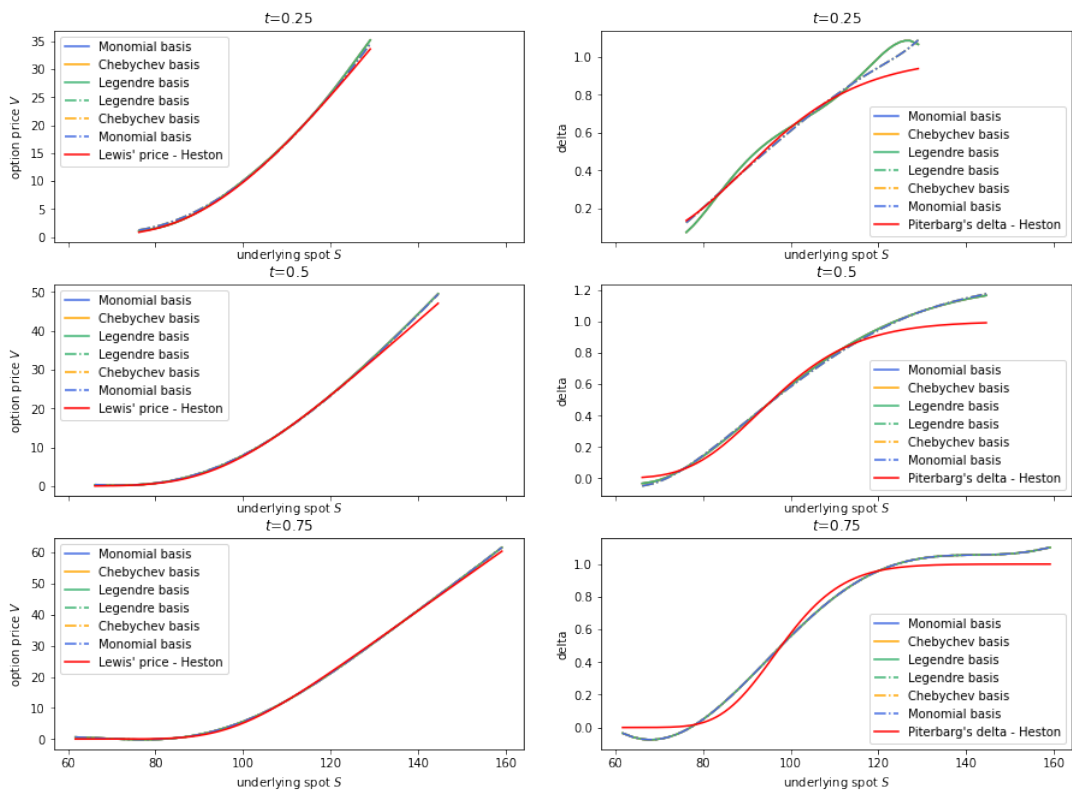 t=0.25
option price V
35
30
25
20
15
10
5
0
Monomial basis
Chebychev basis
Legendre basis
Legendre basis
Chebychev basis
Monomial basis
Lewis' price - Heston
underlying spot S
t=0.25
delta
1.0
0.8
0.6
0.4
0.2
Monomial basis
Chebychev basis
Legendre basis
Legendre basis
Chebychev basis
Monomial basis
Piterbarg's delta - Heston
underlying spot S
t=0.5
option price V
50
40
30
20
10
0
Monomial basis
Chebychev basis
Legendre basis
Legendre basis
Chebychev basis
Monomial basis
Lewis' price - Heston
underlying spot S
t=0.5
delta
1.2
1.0
0.8
0.6
0.4
0.2
0.0
Monomial basis
Chebychev basis
Legendre basis
Legendre basis
Chebychev basis
Monomial basis
Piterbarg's delta - Heston
underlying spot S
t=0.75
option price V
60
50
40
30
20
10
0
Monomial basis
Chebychev basis
Legendre basis
Legendre basis
Chebychev basis
Monomial basis
Lewis' price - Heston
60 80 100 120 140 160
underlying spot S
t=0.75
delta
1.0
0.8
0.6
0.4
0.2
0.0
Monomial basis
Chebychev basis
Legendre basis
Legendre basis
Chebychev basis
Monomial basis
Piterbarg's delta - Heston
60 80 100 120 140 160
underlying spot S